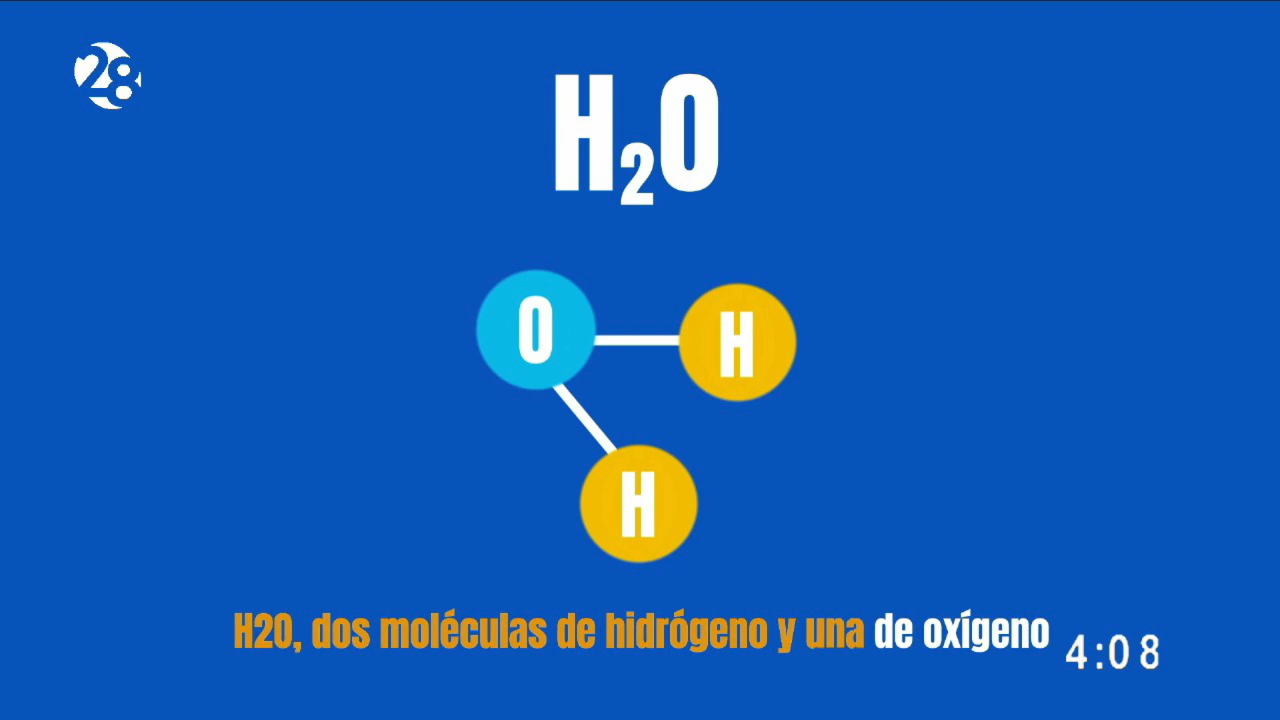 28
H₂O
O H
H
H2O, dos moléculas de hidrógeno y una de oxígeno
4:08